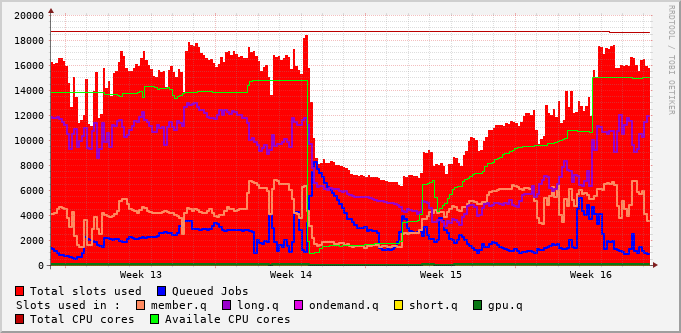 20000
18000
16000
14000
12000
10000
8000
6000
4000
2000
0
Week 13 Week 14 Week 15 Week 16
Total slots used Queued Jobs
Slots used in : member.q long.q ondemand.q short.q gpu.q
Total CPU cores Availale CPU cores
RRDTOOL / TOBI OETIKER